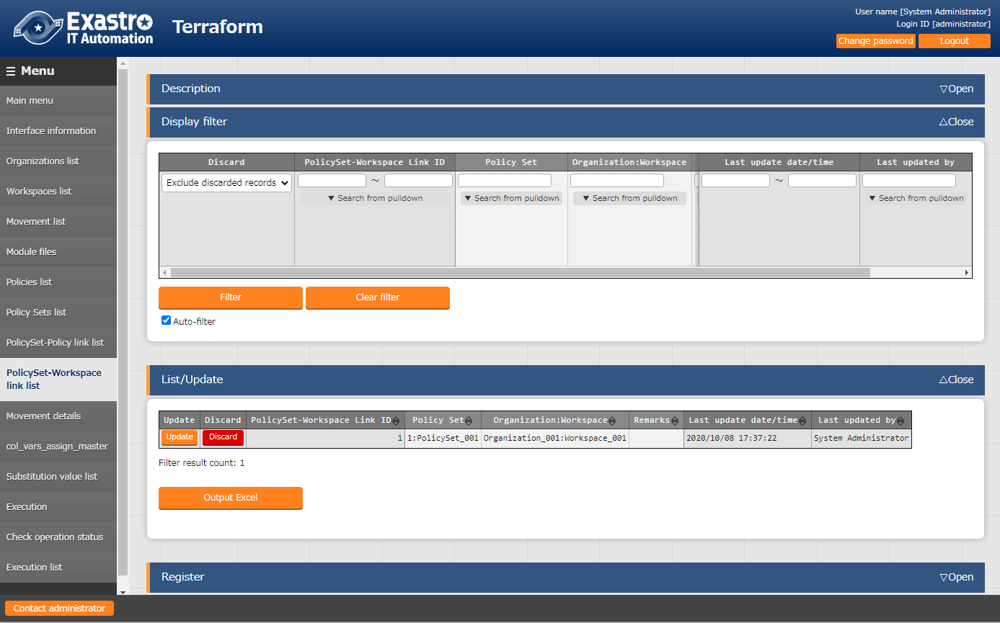 Exastro
IT Automation
Terraform
User name [System Administrator]
Login ID [administrator]
Change password
Logout
Menu
Main menu
Interface information
Organizations list
Workspaces list
Movement list
Module files
Policies list
Policy Sets list
PolicySet-Policy link list
PolicySet-Workspace
link list
Movement details
col_vars_assign_master
Substitution value list
Execution
Check operation status
Execution list
Contact administrator
Description ▽Open
Display filter △Close
Discard PolicySet-Workspace Link ID Policy Set Organization:Workspace Last update date/time Last updated by
Exclude discarded records ~ ~
▼ Search from pulldown ▼ Search from pulldown ▼ Search from pulldown ▼ Search from pulldown
Filter Clear filter
Auto-filter
List/Update △Close
Update Discard PolicySet-Workspace Link ID Policy Set Organization:Workspace Remarks Last update date/time Last updated by
Update Discard 1 1:PolicySet_001 Organization_001:Workspace_001 2020/10/08 17:37:22 System Administrator
Filter result count: 1
Output Excel
Register ▽Open